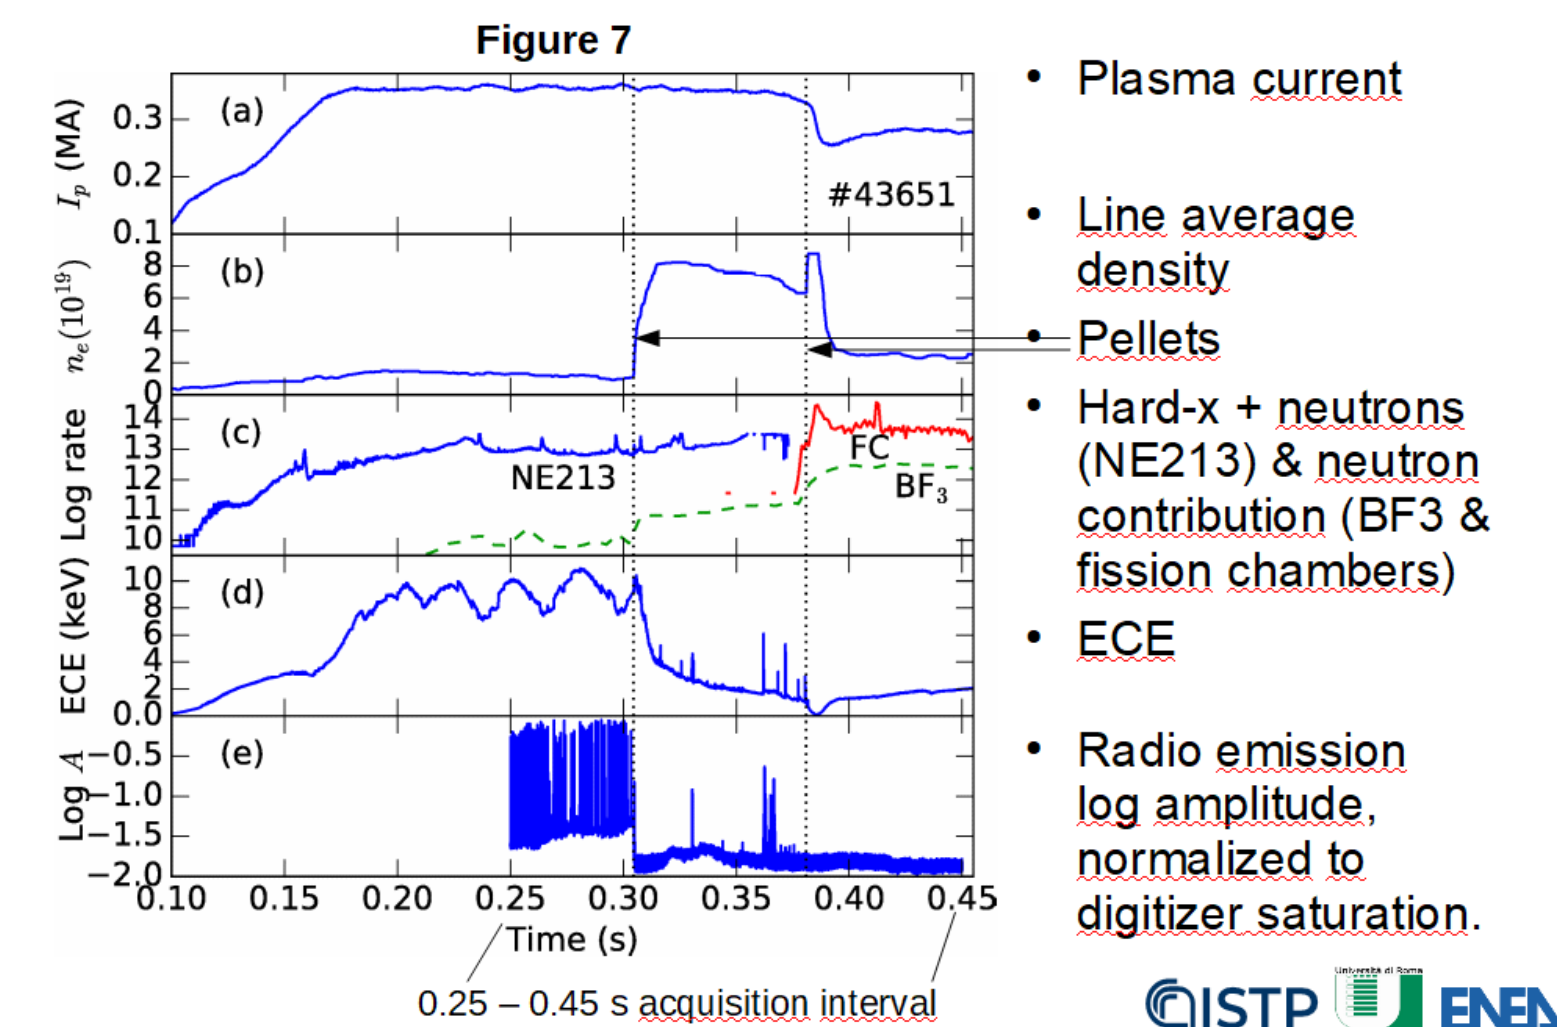 Figure 7
(a)
I_p (MA)
0.3
0.2
0.1
#43651
(b)
n_e(10^19)
8
6
4
2
0
(c)
Log rate
14
13
12
11
10
NE213
FC
BF3
(d)
ECE (keV)
10
8
6
4
2
0.0
(e)
Log A
−0.5
−1.0
−1.5
−2.0
0.10 0.15 0.20 0.25 0.30 0.35 0.40 0.45
Time (s)
0.25 – 0.45 s acquisition interval
• Plasma current
• Line average
density
• Pellets
• Hard-x + neutrons
(NE213) & neutron
contribution (BF3 &
fission chambers)
• ECE
• Radio emission
log amplitude,
normalized to
digitizer saturation.
ISTP
Università di Roma
ENEA